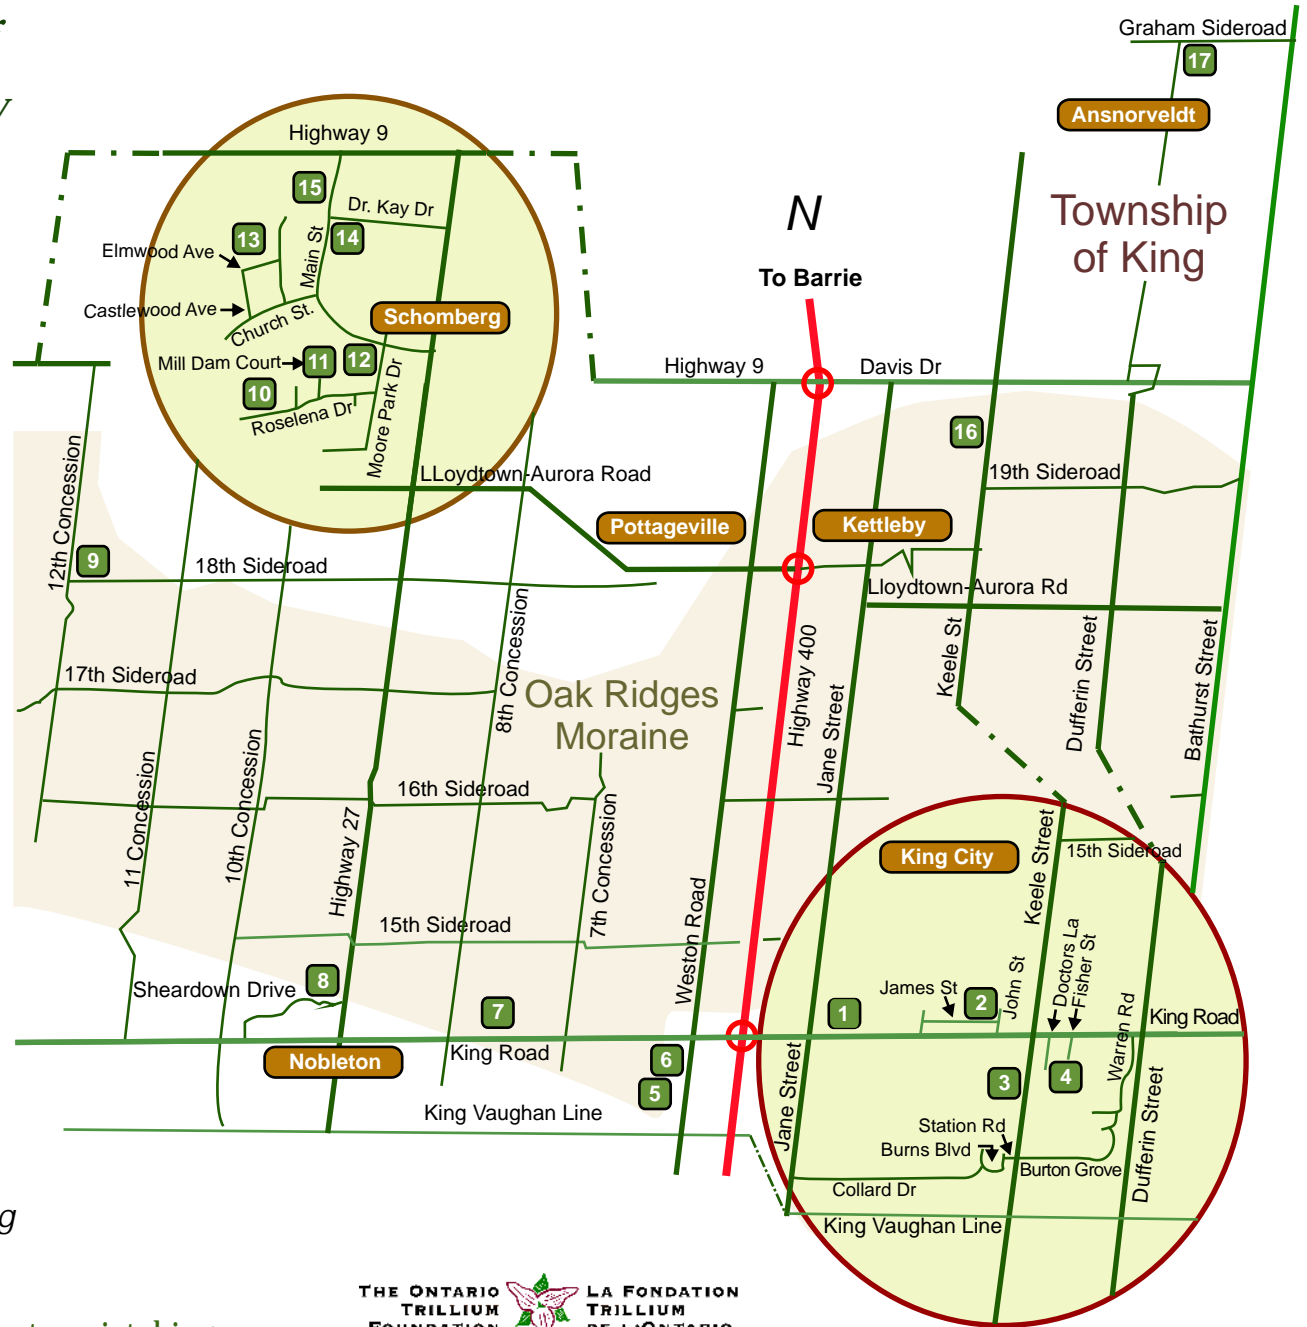 r
Graham Sideroad
17
y
Ansnorveldt
Highway 9
15
Dr. Kay Dr
Township
of King
N
13
14
Main St
Elmwood Ave
To Barrie
Castlewood Ave
Church St.
Schomberg
Mill Dam Court
11
12
Highway 9
Davis Dr
10
Roselena Dr
Moore Park Dr
16
12th Concession
LLoydtown-Aurora Road
19th Sideroad
Pottageville
Kettleby
9
18th Sideroad
Lloydtown-Aurora Rd
8th Concession
Keele St
Dufferin Street
Bathurst Street
17th Sideroad
Oak Ridges
Moraine
Highway 400
Jane Street
11 Concession
10th Concession
16th Sideroad
Highway 27
7th Concession
King City
Keele Street
15th Sideroad
15th Sideroad
Weston Road
Sheardown Drive
8
7
1
James St
2
John St
Doctors La
Fisher St
Warren Rd
King Road
Nobleton
King Road
6
5
3
4
King Vaughan Line
Jane Street
Station Rd
Burns Blvd
Burton Grove
Dufferin Street
Collard Dr
King Vaughan Line
g
THE ONTARIO
TRILLIUM
FOUNDATION
LA FONDATION
TRILLIUM
DE L'ONTARIO